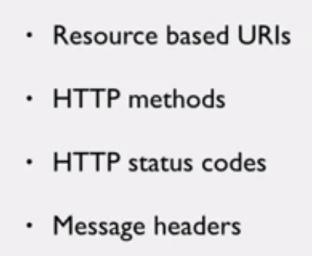 • Resource based URIs
• HTTP methods
• HTTP status codes
• Message headers